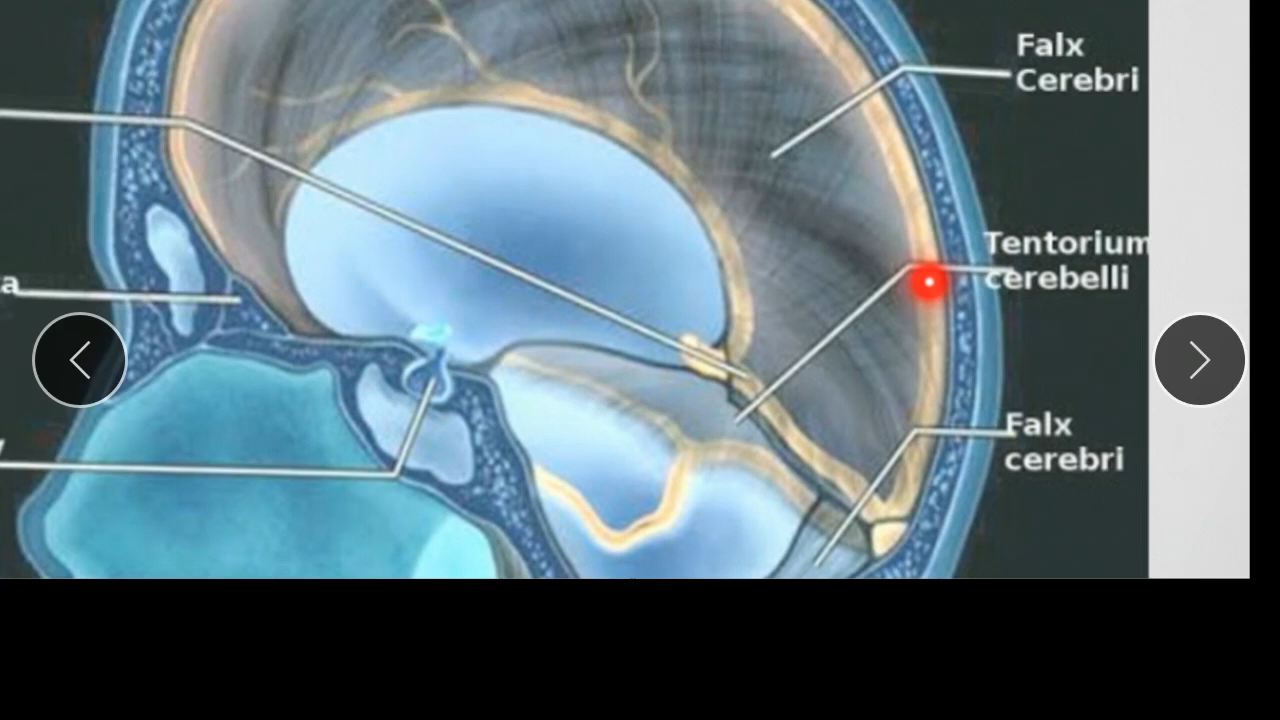 Falx
Cerebri
Tentorium
cerebelli
a
Falx
cerebri